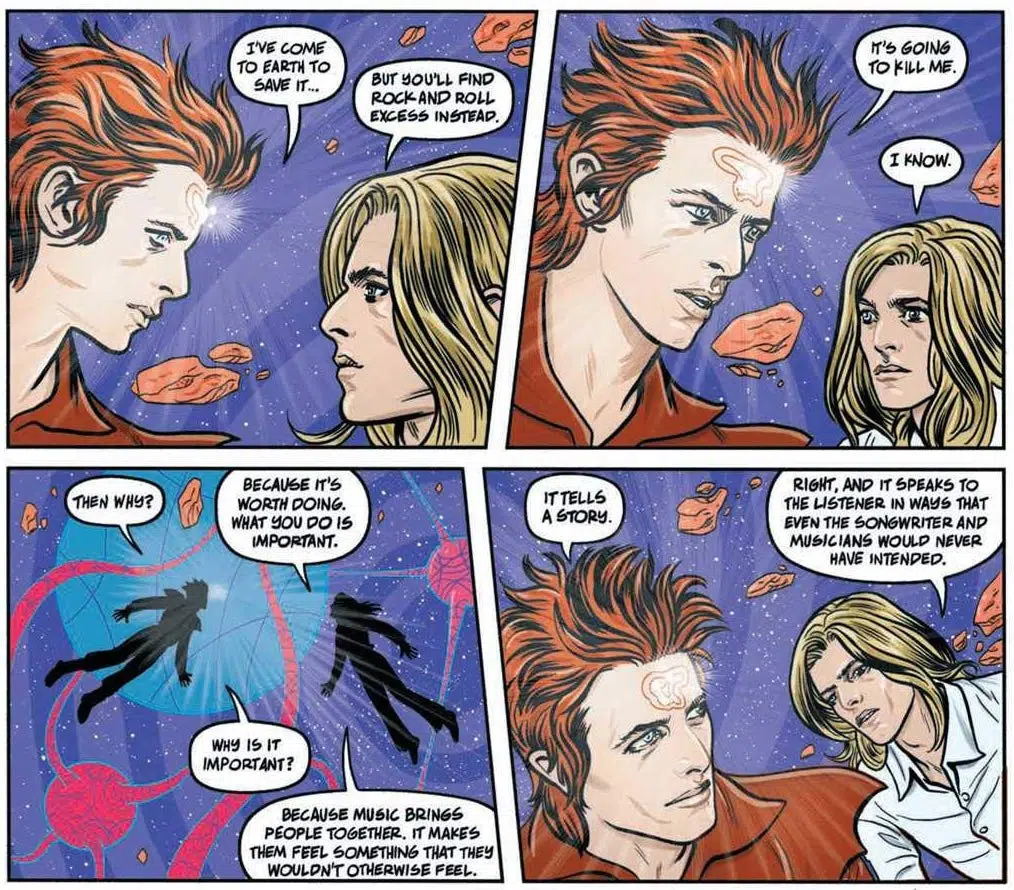 I'VE COME
TO EARTH TO
SAVE IT...
BUT YOU'LL FIND
ROCK AND ROLL
EXCESS INSTEAD.
IT'S GOING
TO KILL ME.
I KNOW.
THEN WHY?
BECAUSE IT'S
WORTH DOING.
WHAT YOU DO IS
IMPORTANT.
WHY IS IT
IMPORTANT?
BECAUSE MUSIC BRINGS
PEOPLE TOGETHER. IT MAKES
THEM FEEL SOMETHING THAT THEY
WOULDN'T OTHERWISE FEEL.
IT TELLS
A STORY.
RIGHT, AND IT SPEAKS TO
THE LISTENER IN WAYS THAT
EVEN THE SONGWRITER AND
MUSICIANS WOULD NEVER
HAVE INTENDED.